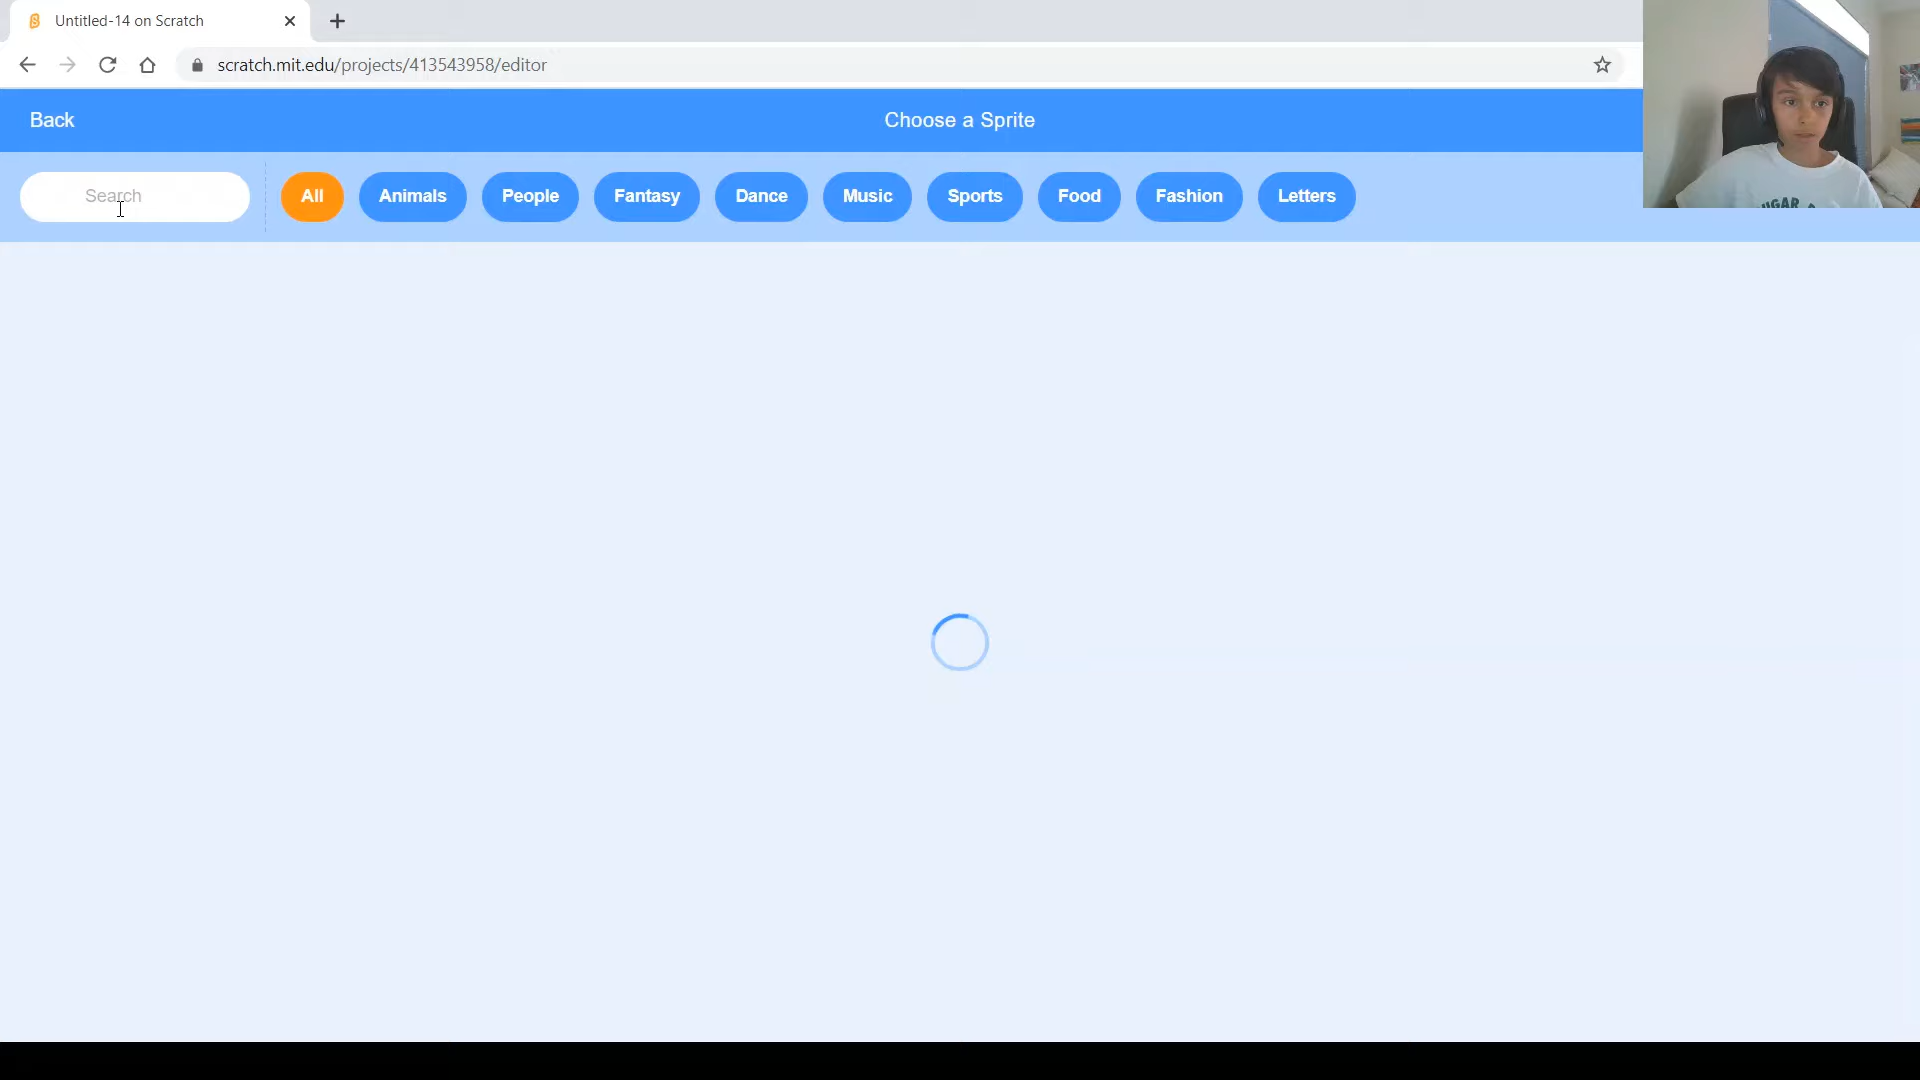 Untitled-14 on Scratch
scratch.mit.edu/projects/413543958/editor
Back
Choose a Sprite
Search
All
Animals
People
Fantasy
Dance
Music
Sports
Food
Fashion
Letters